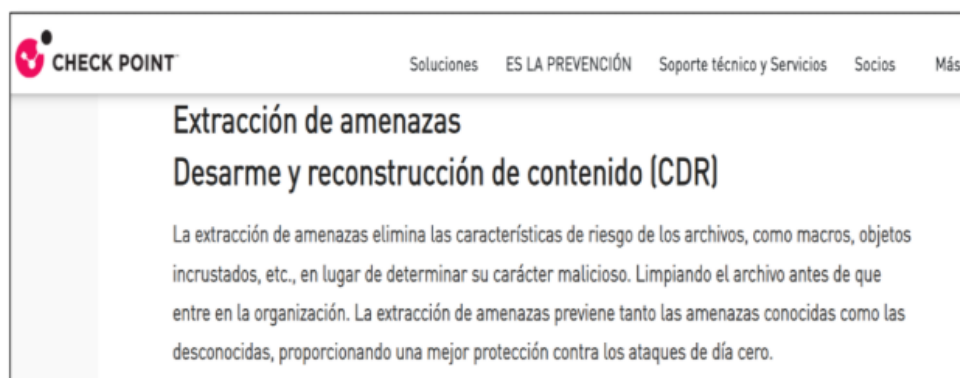 CHECK POINT
Soluciones ES LA PREVENCIÓN Soporte técnico y Servicios Socios Más
Extracción de amenazas
Desarme y reconstrucción de contenido (CDR)
La extracción de amenazas elimina las características de riesgo de los archivos, como macros, objetos
incrustados, etc., en lugar de determinar su carácter malicioso. Limpiando el archivo antes de que
entre en la organización. La extracción de amenazas previene tanto las amenazas conocidas como las
desconocidas, proporcionando una mejor protección contra los ataques de día cero.